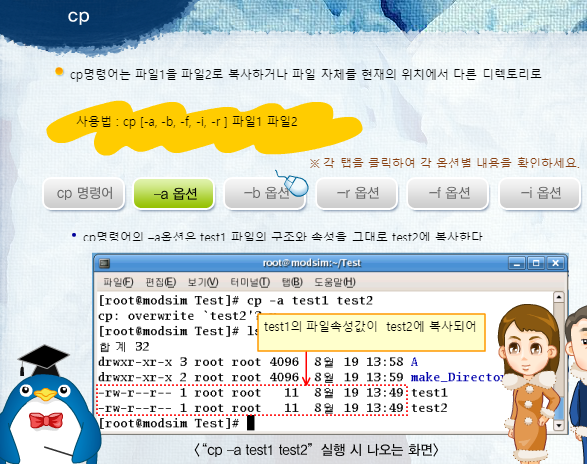 cp
cp명령어는 파일1을 파일2로 복사하거나 파일 자체를 현재의 위치에서 다른 디렉토리로
사용법 : cp [-a, -b, -f, -i, -r ] 파일1 파일2
※ 각 탭을 클릭하여 각 옵션별 내용을 확인하세요.
cp 명령어 –a 옵션 –b 옵션 –r 옵션 –f 옵션 –i 옵션
cp명령어의 –a옵션은 test1 파일의 구조와 속성을 그대로 test2에 복사한다
root@modsim:~/Test
파일(F) 편집(E) 보기(V) 터미널(T) 탭(B) 도움말(H)
[root@modsim Test]# cp -a test1 test2
cp: overwrite `test2'?
[root@modsim Test]# ls
test1의 파일속성값이 test2에 복사되어
합계 32
drwxr-xr-x 3 root root 4096 8월 19 13:58 A
drwxr-xr-x 2 root root 4096 8월 19 13:59 make_Director
-rw-r--r-- 1 root root 11 8월 19 13:49 test1
-rw-r--r-- 1 root root 11 8월 19 13:49 test2
[root@modsim Test]#
〈“cp –a test1 test2” 실행 시 나오는 화면〉